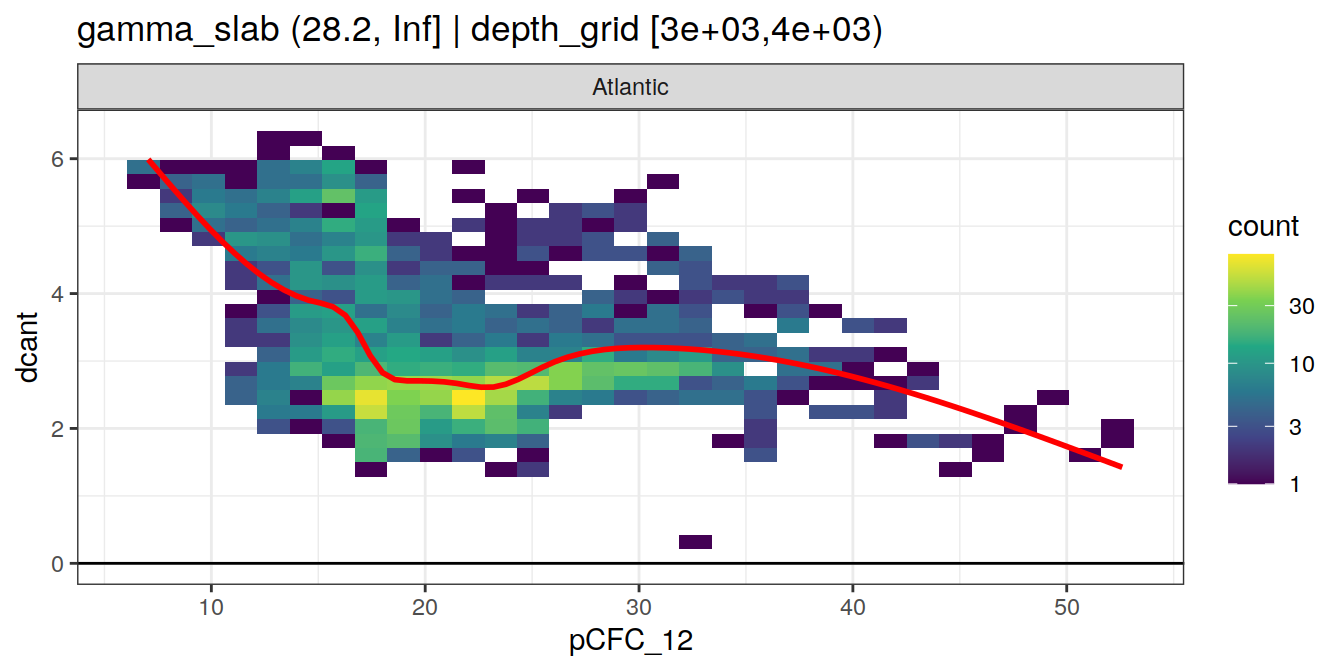 gamma_slab (28.2, Inf] | depth_grid [3e+03,4e+03)
Atlantic
6
4
2
0
dcant
10 20 30 40 50
pCFC_12
count
30
10
3
1